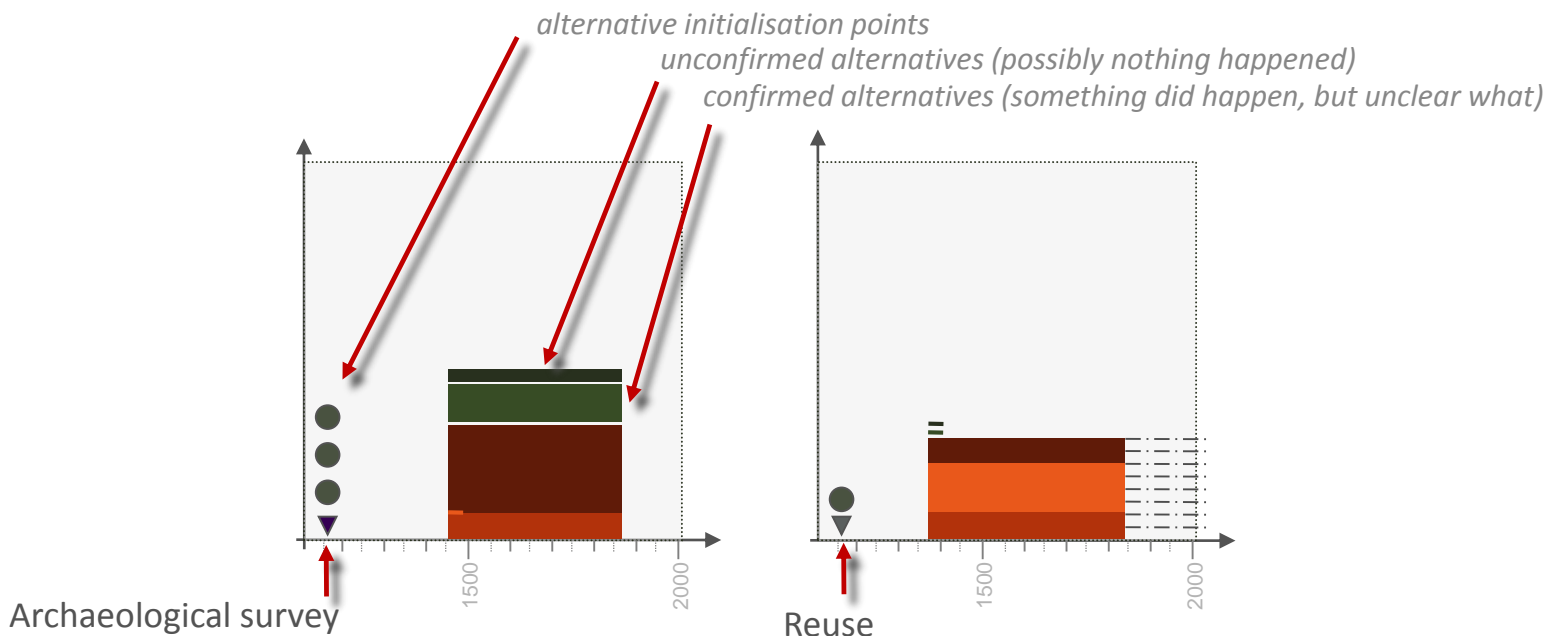 alternative initialisation points
unconfirmed alternatives (possibly nothing happened)
confirmed alternatives (something did happen, but unclear what)
1500
2000
1500
2000
Archaeological survey
Reuse